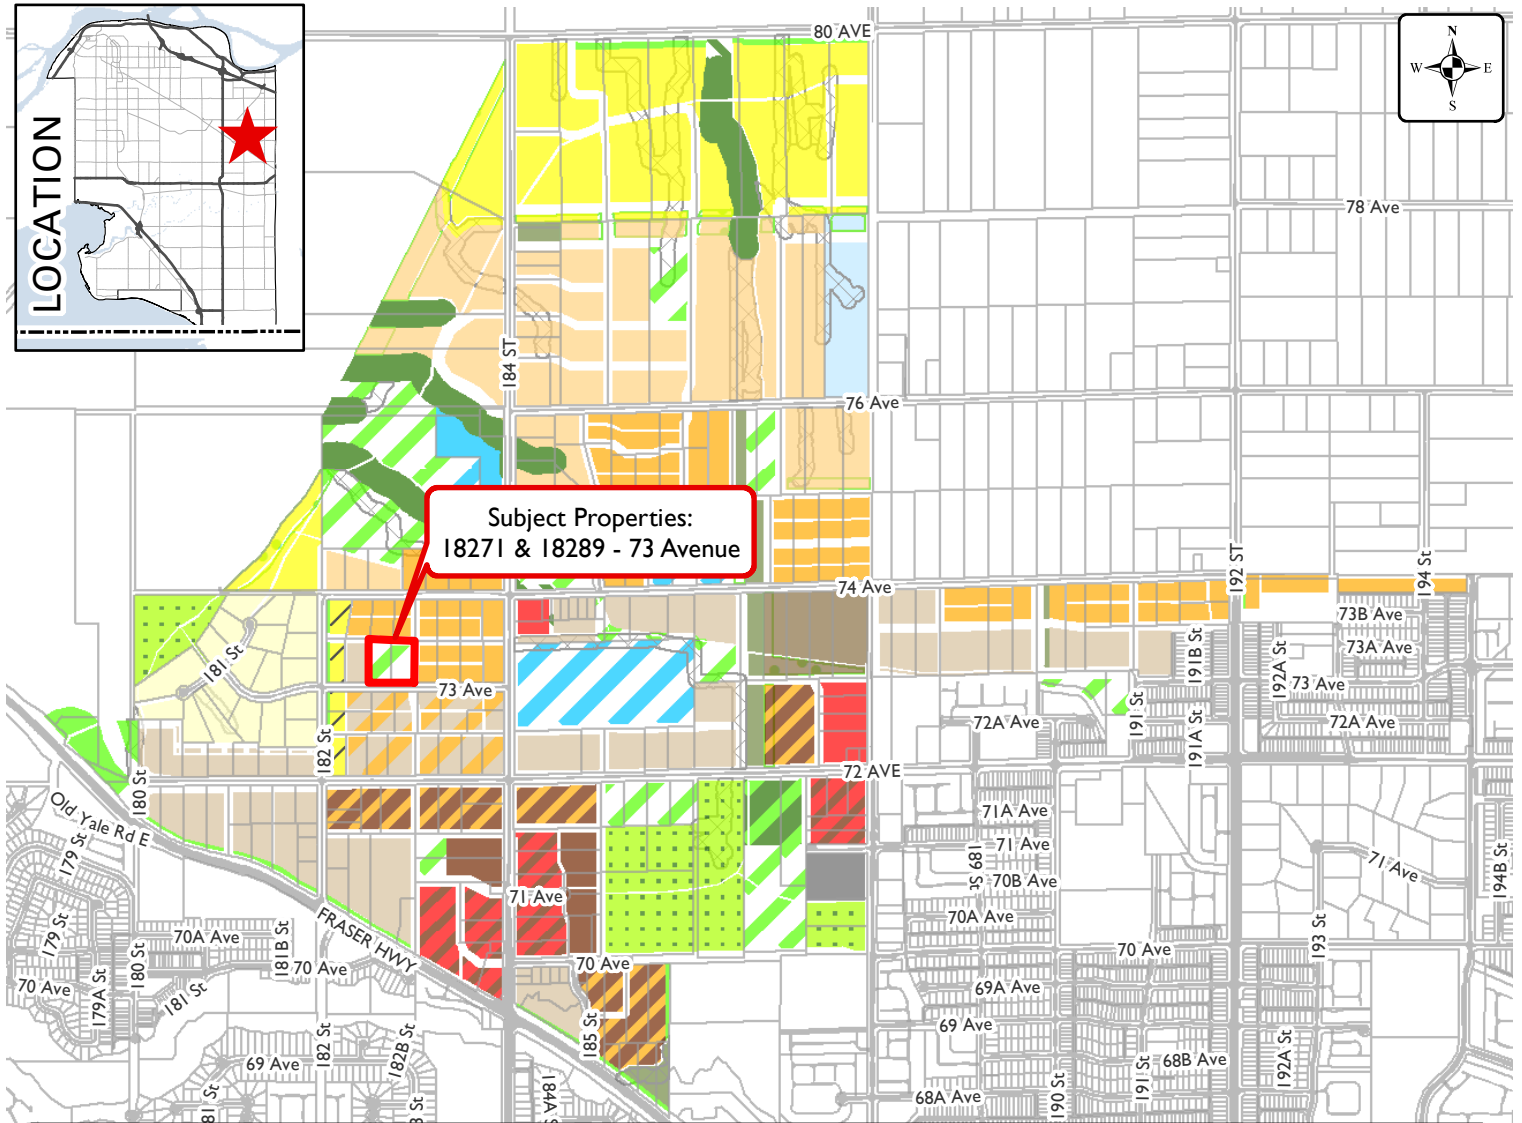 LOCATION
80 AVE
N
W
E
S
78 Ave
184 ST
76 Ave
Subject Properties:
18271 & 18289 - 73 Avenue
74 Ave
192 ST
194 St
73B Ave
73A Ave
181 St
191B St
192A St
73 Ave
73 Ave
72A Ave
191 St
72A Ave
191A St
182 St
72 AVE
180 St
Old Yale Rd E
71A Ave
179 St
189 St
71 Ave
71 Ave
194B St
70B Ave
71 Ave
70A Ave
179 St
FRASER HWY
70A Ave
181B St
180 St
193 St
70 Ave
70 Ave
70 Ave
70 Ave
179A St
181 St
69A Ave
69 Ave
185 St
182 St
182B St
69 Ave
68B Ave
192A St
191 St
190 St
184A S
68A Ave
81 St
3 St